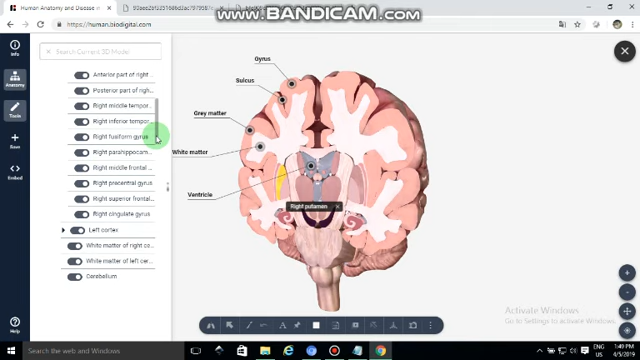 Human Anatomy and Disease in
www.BANDICAM.com
https://human.biodigital.com
Info
Anatomy
Tools
Save
Embed
Help
Search Current 3D Model
Anterior part of right ...
Posterior part of righ...
Right middle tempor...
Right inferior tempor...
Right fusiform gyrus
Right parahippocam...
Right middle frontal ...
Right precentral gyrus
Right superior frontal...
Right cingulate gyrus
Left cortex
White matter of right co...
White matter of left cer...
Cerebellum
Gyrus
Sulcus
Grey matter
White matter
Ventricle
Right putamen
Activate Windows
Go to Settings to activate Windows.
Search the web and Windows
ENG
1:49 PM
4/5/2019